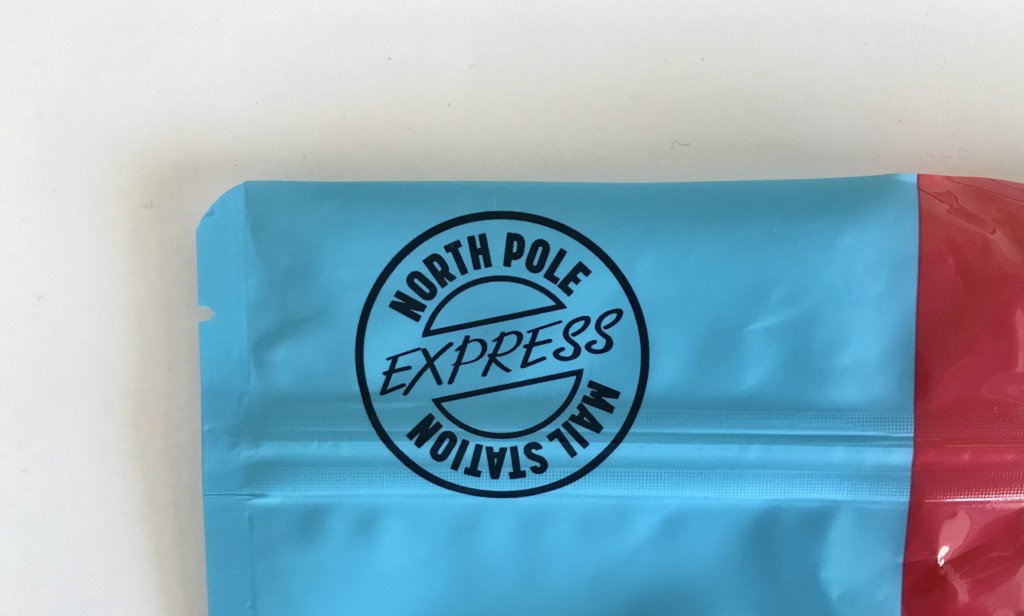 NORTH POLE
EXPRESS
MAIL STATION